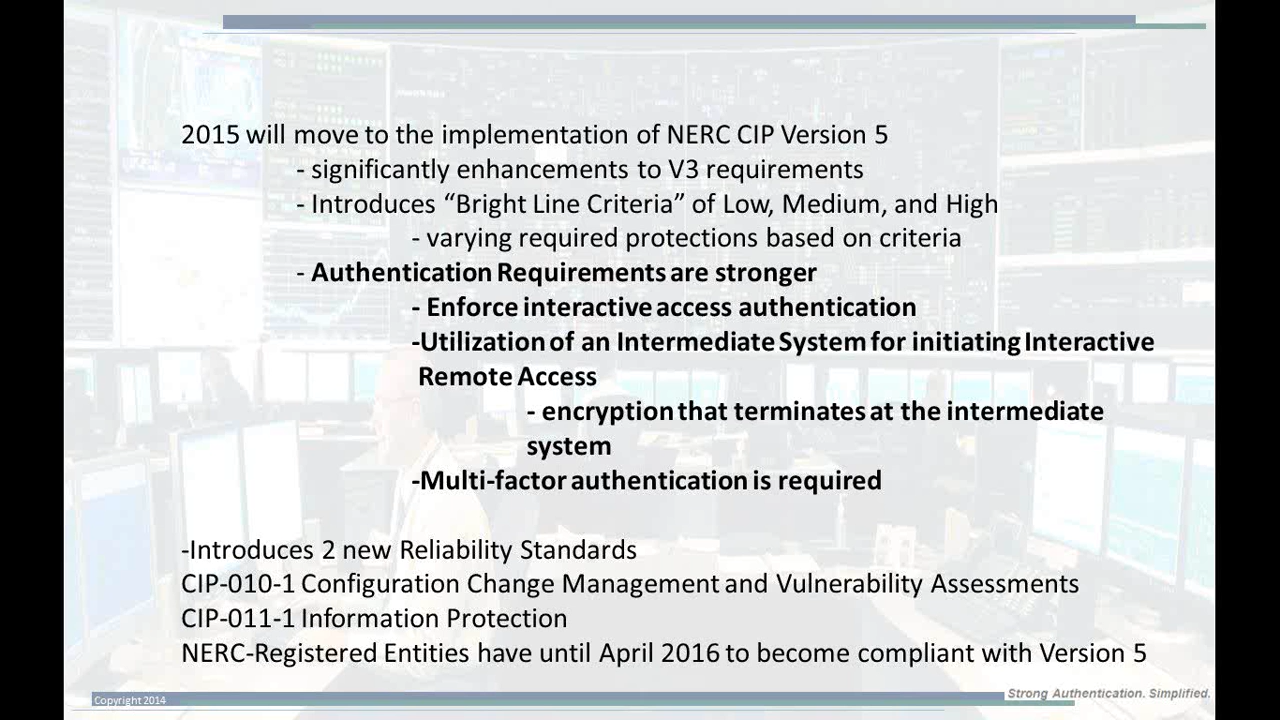 2015 will move to the implementation of NERC CIP Version 5
- significantly enhancements to V3 requirements
- Introduces “Bright Line Criteria” of Low, Medium, and High
- varying required protections based on criteria
- Authentication Requirements are stronger
- Enforce interactive access authentication
-Utilization of an Intermediate System for initiating Interactive
Remote Access
- encryption that terminates at the intermediate
system
-Multi-factor authentication is required
-Introduces 2 new Reliability Standards
CIP-010-1 Configuration Change Management and Vulnerability Assessments
CIP-011-1 Information Protection
NERC-Registered Entities have until April 2016 to become compliant with Version 5
Copyright 2014
Strong Authentication. Simplified.